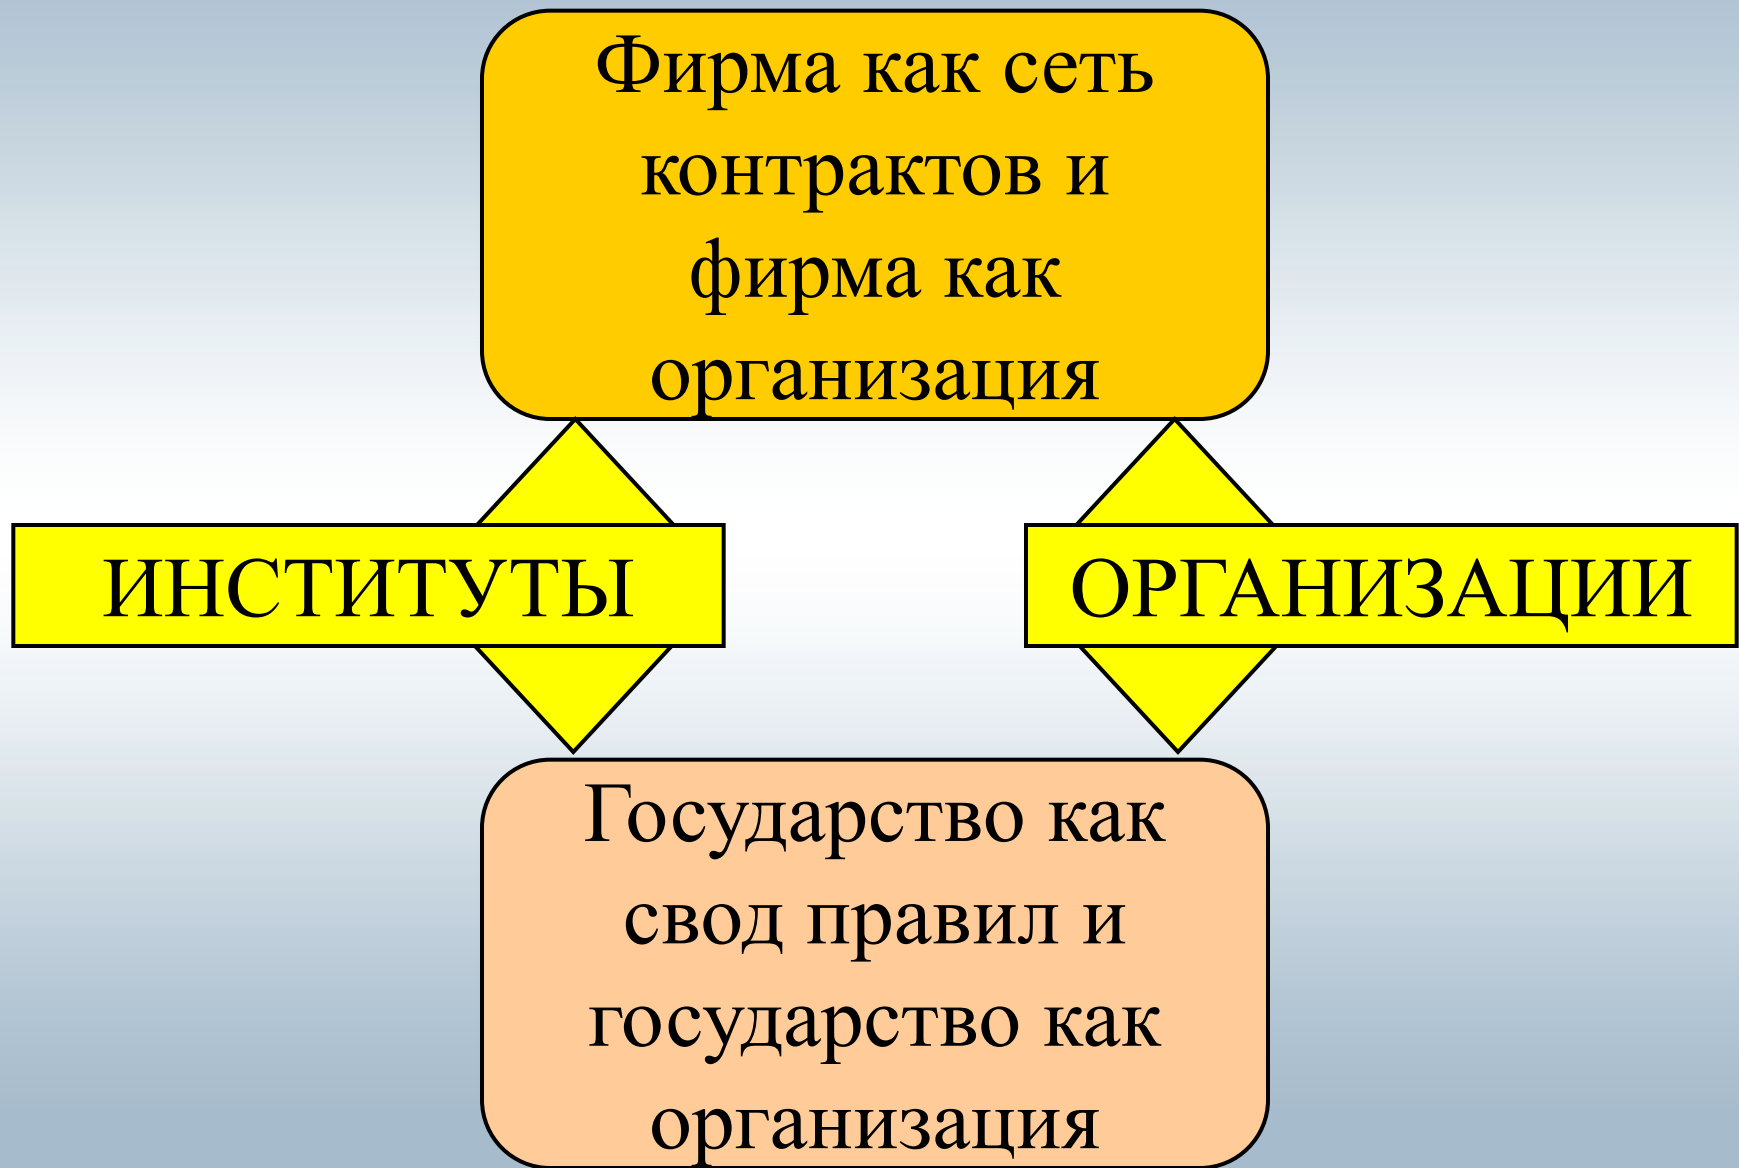 Фирма как сеть
контрактов и
фирма как
организация
ИНСТИТУТЫ
ОРГАНИЗАЦИИ
Государство как
свод правил и
государство как
организация